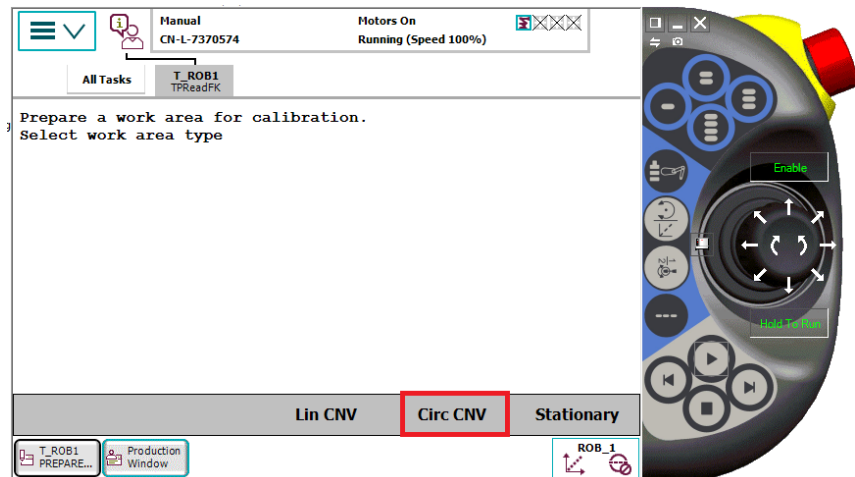 Manual
CN-L-7370574
Motors On
Running (Speed 100%)
All Tasks
T_ROB1
TPReadFK
Prepare a work area for calibration.
Select work area type
Enable
Hold To Run
Lin CNV
Circ CNV
Stationary
T_ROB1
PREPARE...
Production
Window
ROB_1